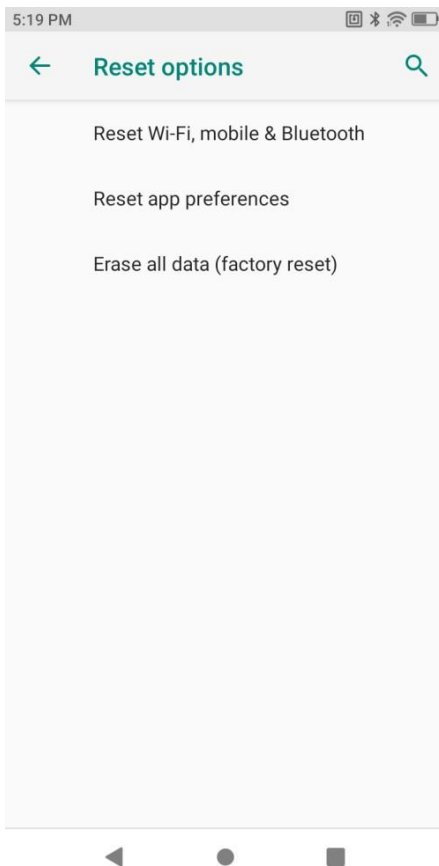 5:19 PM
Reset options
Reset Wi-Fi, mobile & Bluetooth
Reset app preferences
Erase all data (factory reset)